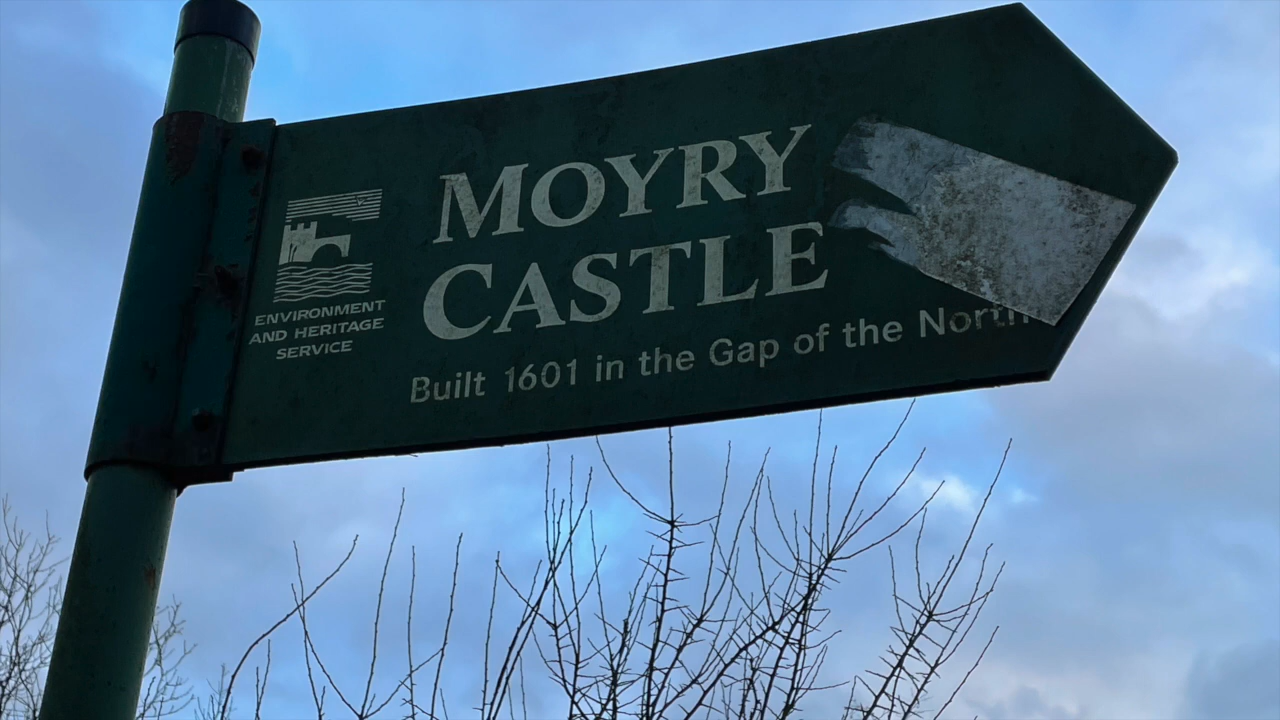 MOYRY
CASTLE
Built 1601 in the Gap of the North
ENVIRONMENT
AND HERITAGE
SERVICE